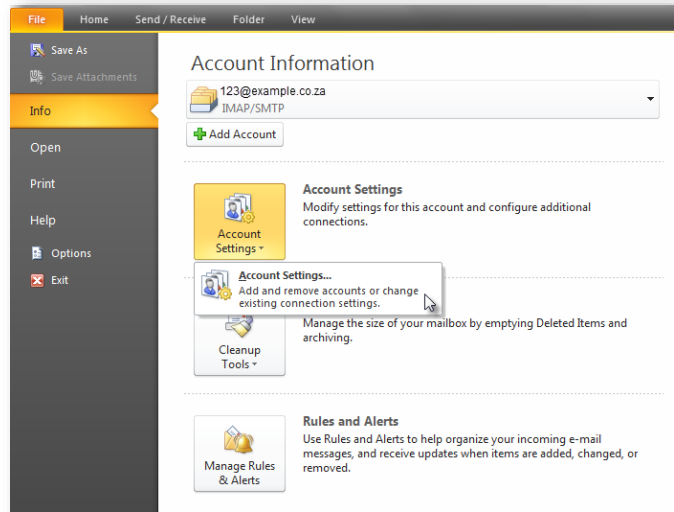 File Home Send / Receive Folder View
Save As
Save Attachments
Info
Open
Print
Help
Options
Exit
Account Information
123@example.co.za
IMAP/SMTP
Add Account
Account
Settings
Account Settings
Modify settings for this account and configure additional
connections.
Account Settings...
Add and remove accounts or change
existing connection settings.
Cleanup
Tools
Manage the size of your mailbox by emptying Deleted Items and
archiving.
Manage Rules
& Alerts
Rules and Alerts
Use Rules and Alerts to help organize your incoming e-mail
messages, and receive updates when items are added, changed, or
removed.